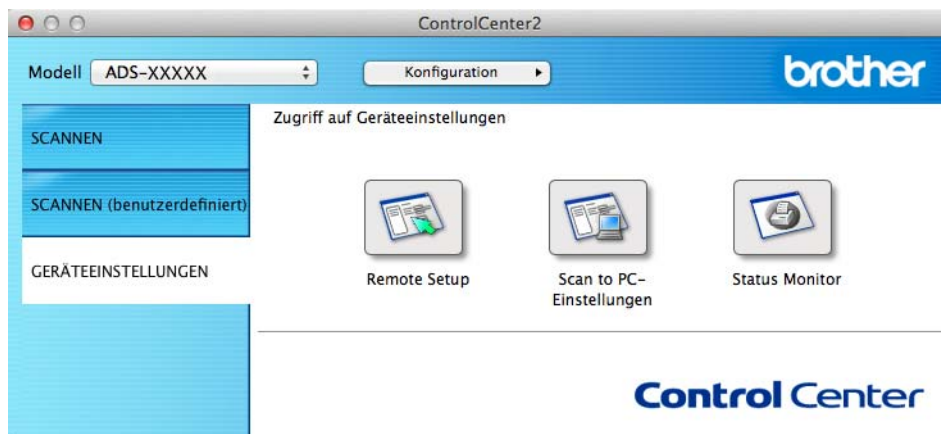 ControlCenter2
Modell ADS-XXXXX Konfiguration brother
SCANNEN
SCANNEN (benutzerdefiniert)
GERÄTEEINSTELLUNGEN
Zugriff auf Geräteeinstellungen
Remote Setup
Scan to PC-
Einstellungen
Status Monitor
Control Center